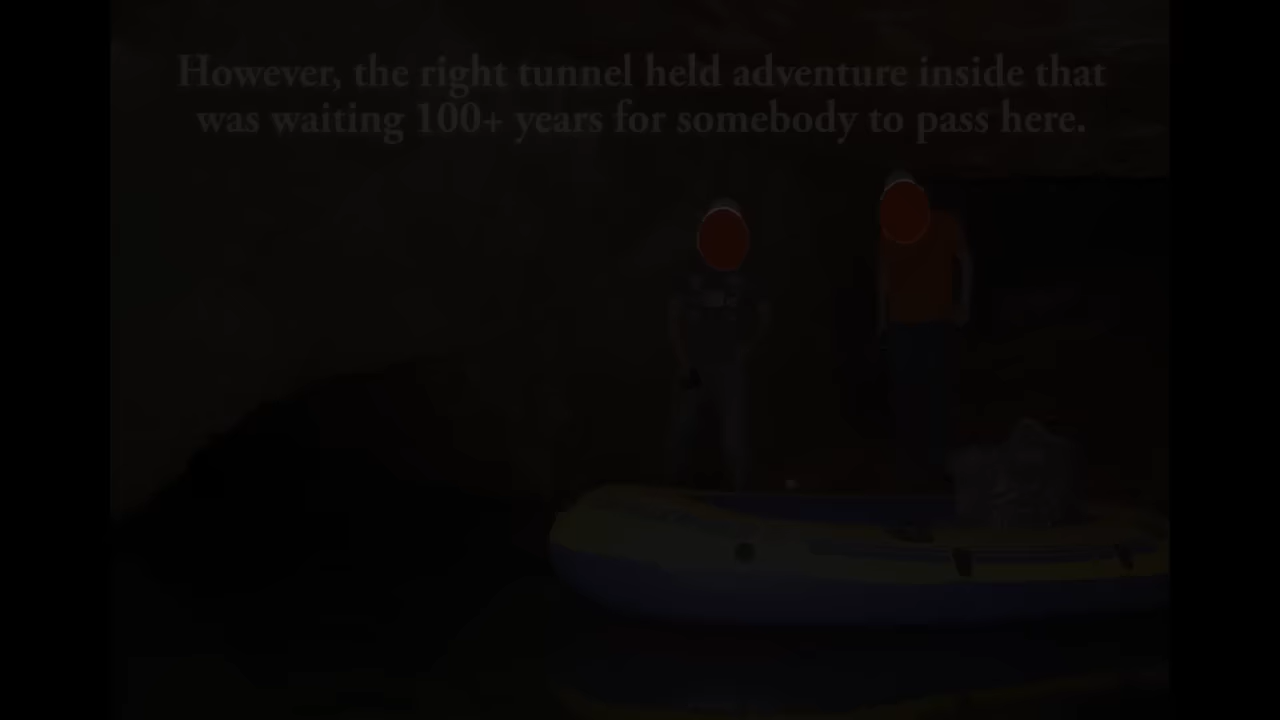 However, the right tunnel held adventure inside that
was waiting 100+ years for somebody to pass here.